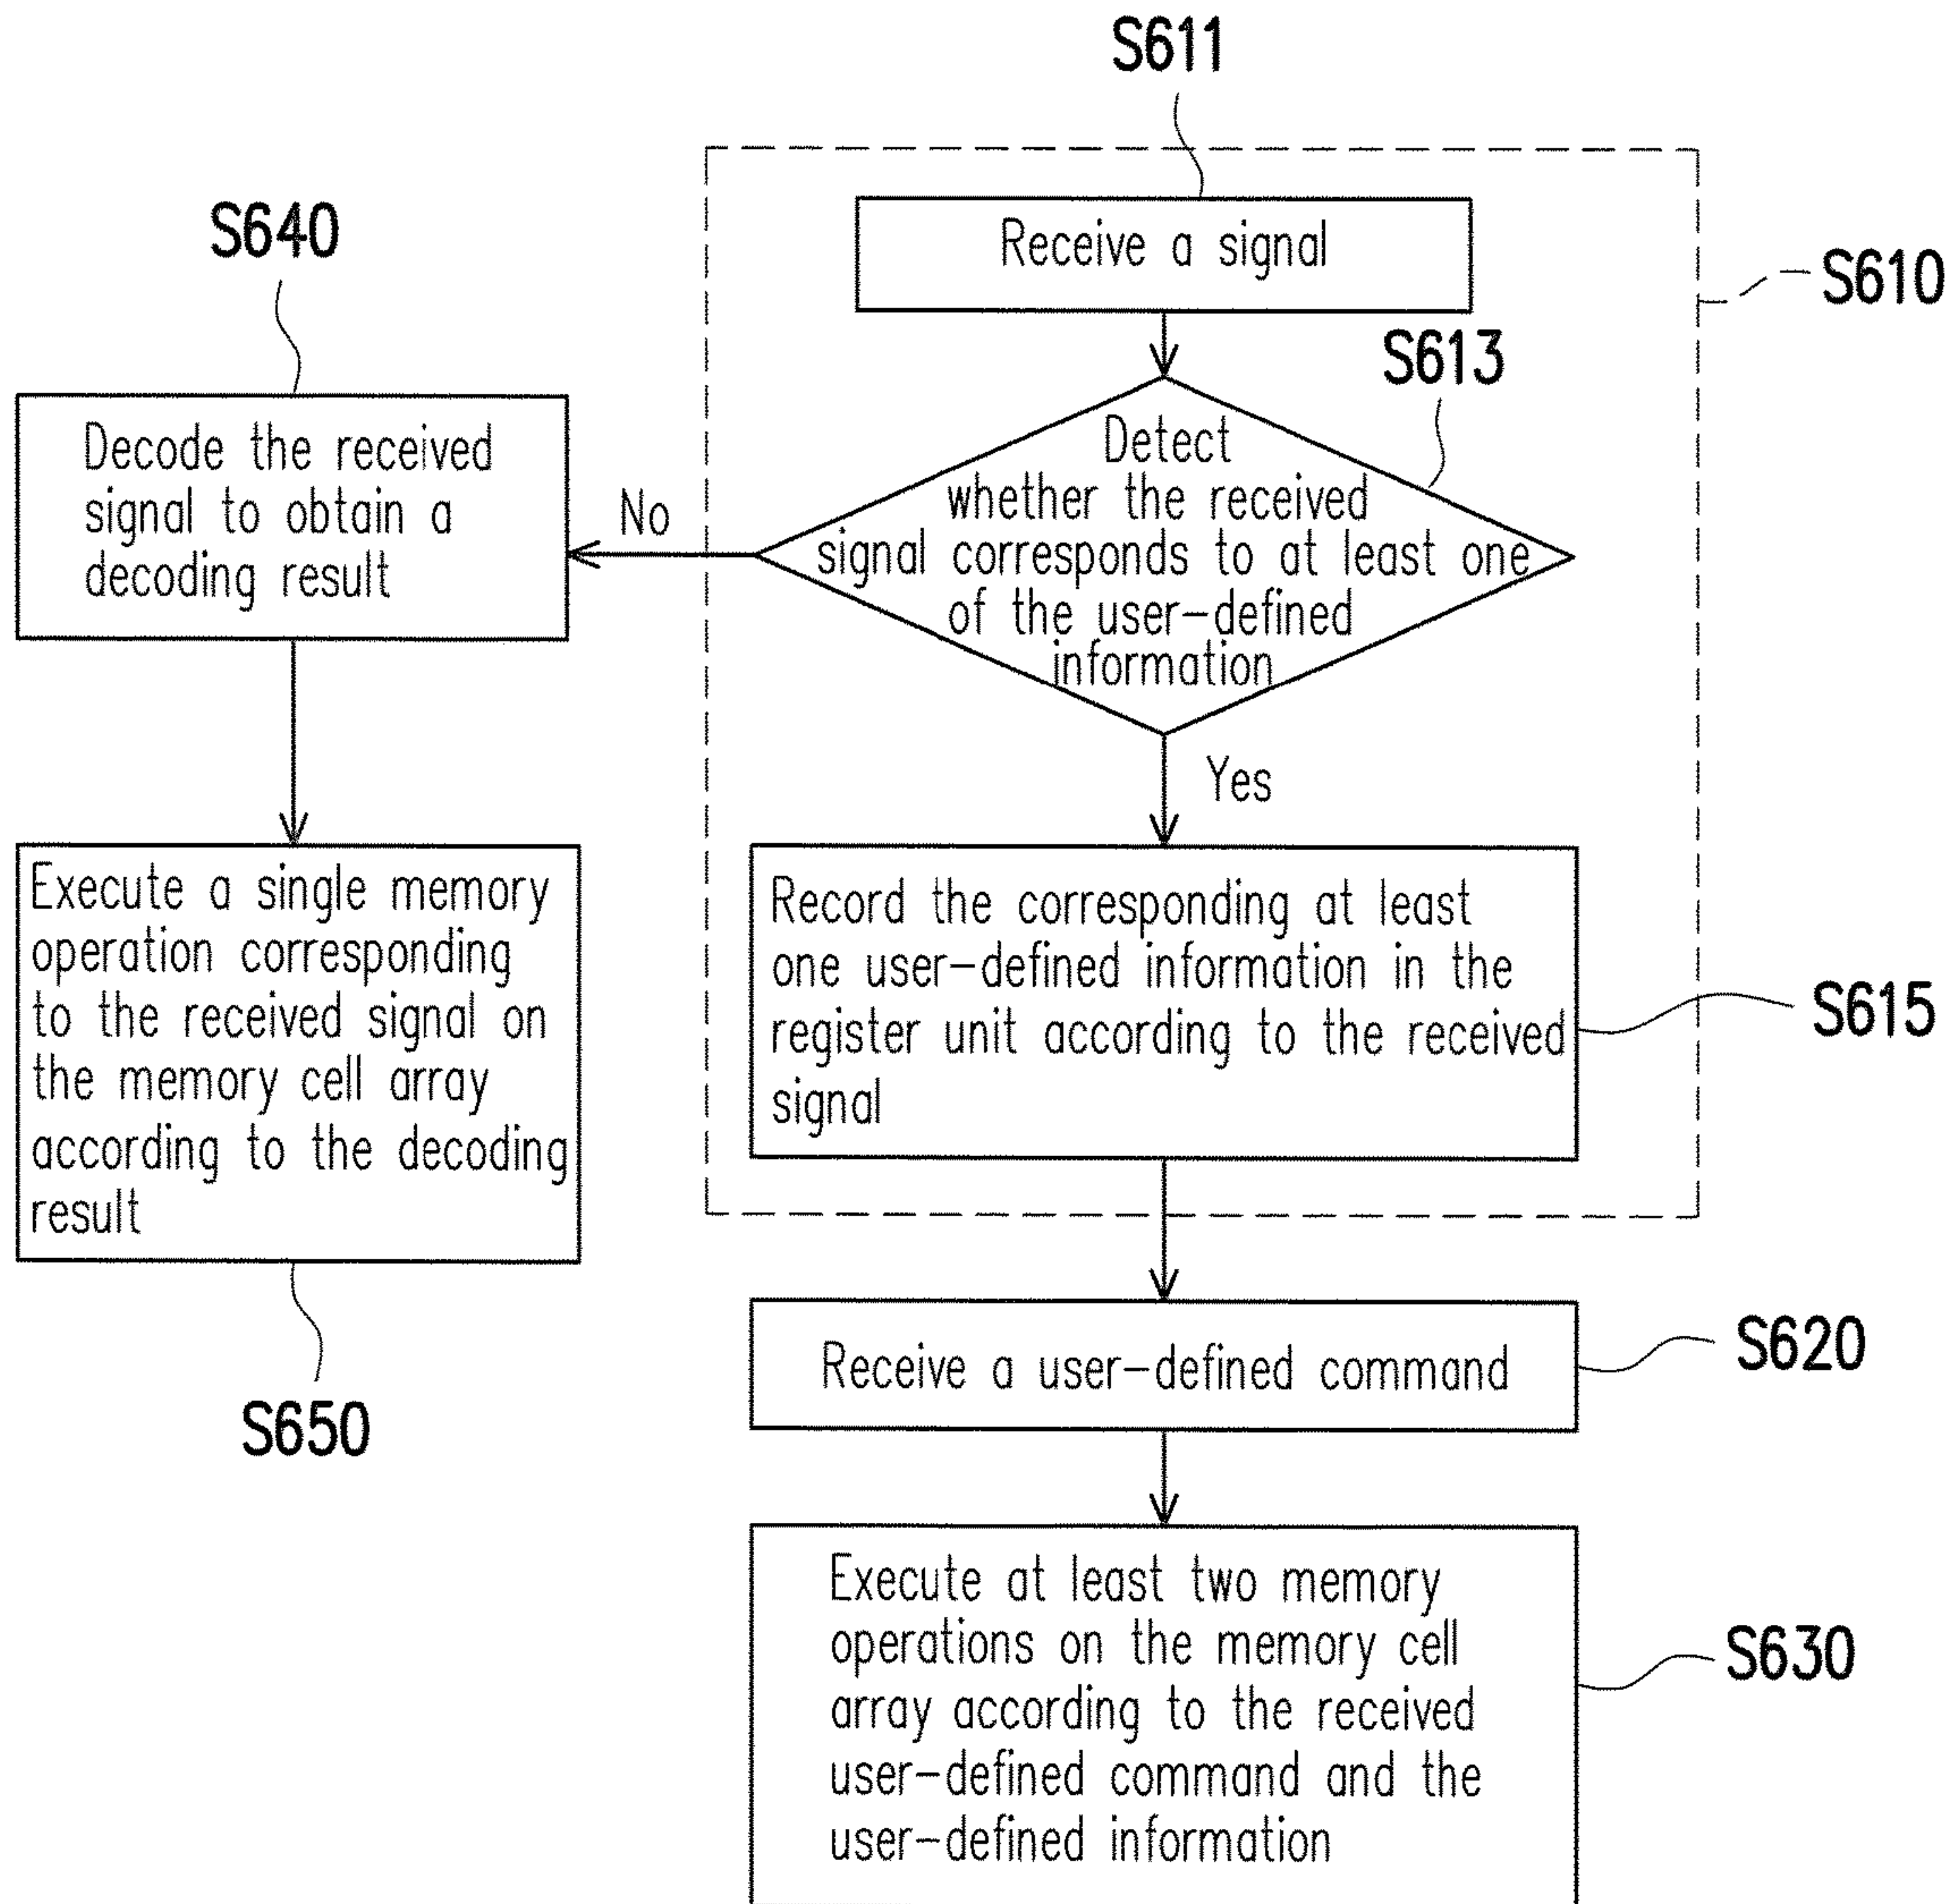 S611
Receive a signal
S610
S613
Detect
whether the received
signal corresponds to at least one
of the user-defined
information
No
Yes
S640
Decode the received
signal to obtain a
decoding result
Execute a single memory
operation corresponding
to the received signal on
the memory cell array
according to the decoding
result
S650
Record the corresponding at least
one user-defined information in the
register unit according to the received
signal
S615
Receive a user-defined command
S620
Execute at least two memory
operations on the memory cell
array according to the received
user-defined command and the
user-defined information
S630